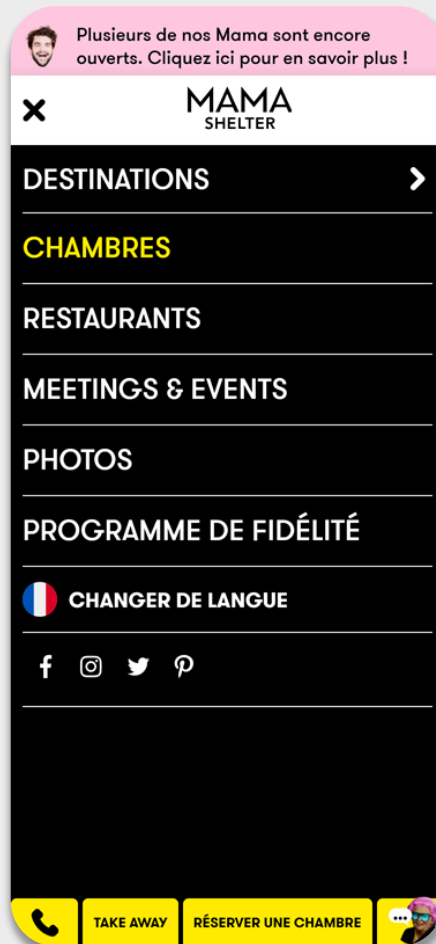 Plusieurs de nos Mama sont encore
ouverts. Cliquez ici pour en savoir plus !
MAMA
SHELTER
DESTINATIONS
CHAMBRES
RESTAURANTS
MEETINGS & EVENTS
PHOTOS
PROGRAMME DE FIDÉLITÉ
CHANGER DE LANGUE
TAKE AWAY
RÉSERVER UNE CHAMBRE